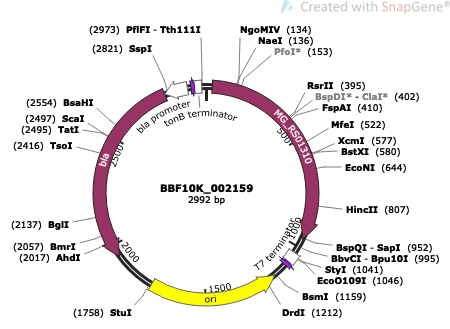 Created with SnapGene®
(2973) PflFI - Tth111I
(2821) SspI
NgoMIV (134)
NaeI (136)
PfoI* (153)
RsrII (395)
BspDI* - ClaI* (402)
FspAI (410)
MfeI (522)
XcmI (577)
BstXI (580)
EcoNI (644)
HincII (807)
BspQI - SapI (952)
BbvCI - Bpu10I (995)
StyI (1041)
EcoO109I (1046)
BsmI (1159)
DrdI (1212)
(1758) StuI
(2017) AhdI
(2057) BmrI
(2137) BglI
(2416) TsoI
(2495) TatI
(2497) ScaI
(2554) BsaHI
bla promoter
tonB terminator
MG_RS01310
T7 terminator
ori
bla
500
1000
1500
2000
2500
BBF10K_002159
2992 bp